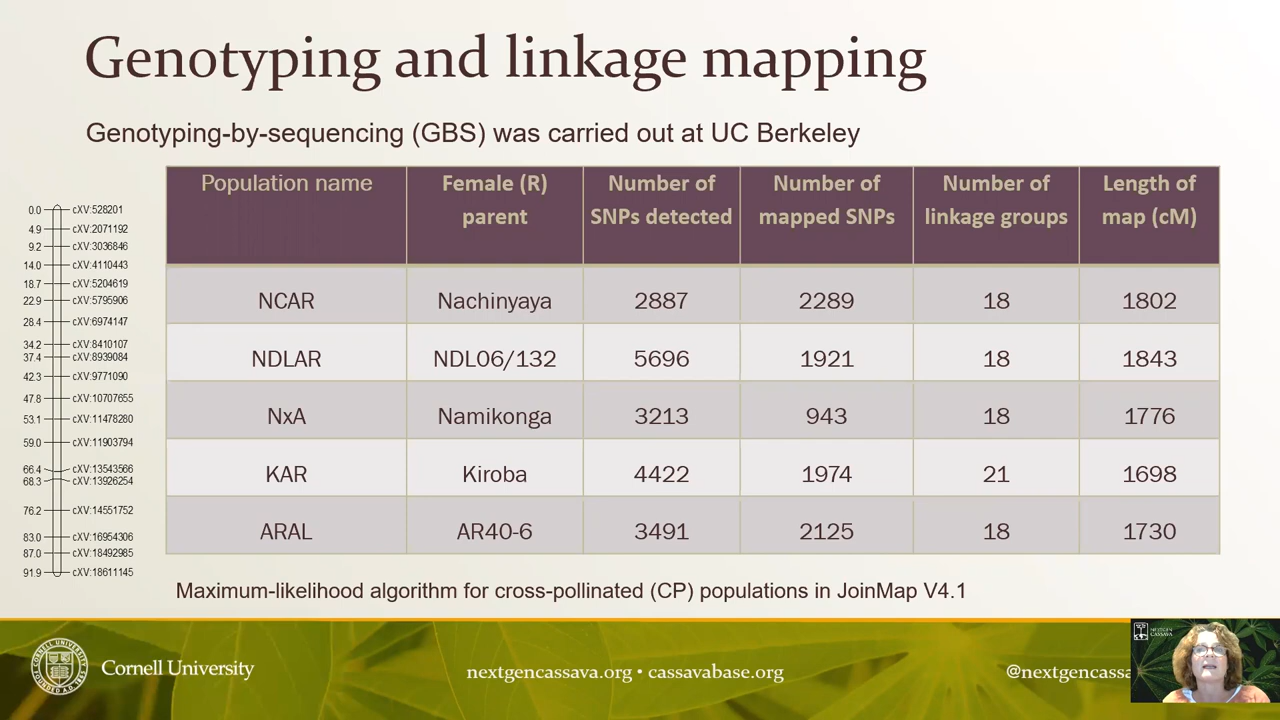 Genotyping and linkage mapping
Genotyping-by-sequencing (GBS) was carried out at UC Berkeley
Population name Female (R) parent Number of SNPs detected Number of mapped SNPs Number of linkage groups Length of map (cM)
NCAR Nachinyaya 2887 2289 18 1802
NDLAR NDL06/132 5696 1921 18 1843
NxA Namikonga 3213 943 18 1776
KAR Kiroba 4422 1974 21 1698
ARAL AR40-6 3491 2125 18 1730
0.0 cXV:528201
4.9 cXV:2071192
9.2 cXV:3036846
14.0 cXV:4110443
18.7 cXV:5204619
22.9 cXV:5795906
28.4 cXV:6974147
34.2 cXV:8410107
37.4 cXV:8939084
42.3 cXV:9771090
47.8 cXV:10707655
53.1 cXV:11478280
59.0 cXV:11903794
66.4 cXV:13543566
68.3 cXV:13926254
76.2 cXV:14551752
83.0 cXV:16954306
87.0 cXV:18492985
91.9 cXV:18611145
Maximum-likelihood algorithm for cross-pollinated (CP) populations in JoinMap V4.1
Cornell University
nextgencassava.org • cassavabase.org
@nextgencassa
NEXTGEN
CASSAVA